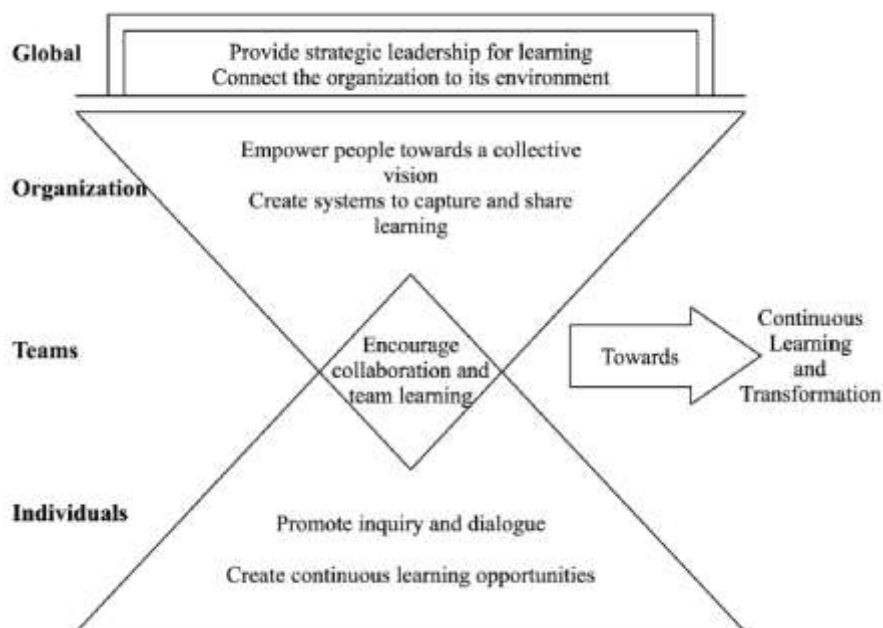 Global
Provide strategic leadership for learning
Connect the organization to its environment
Organization
Empower people towards a collective
vision
Create systems to capture and share
learning
Teams
Encourage
collaboration and
team learning
Towards
Continuous
Learning
and
Transformation
Individuals
Promote inquiry and dialogue
Create continuous learning opportunities